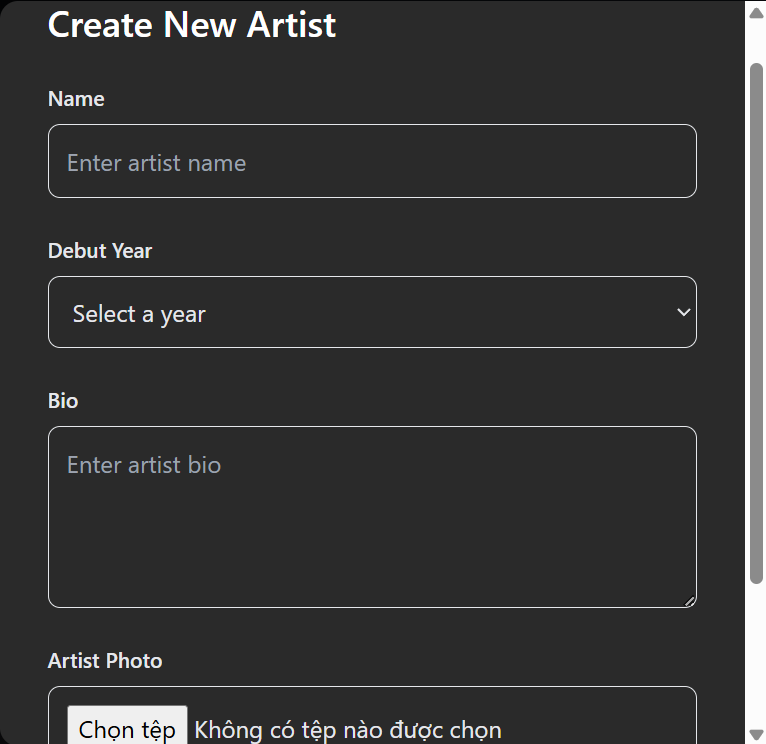 Create New Artist
Name
Enter artist name
Debut Year
Select a year
Bio
Enter artist bio
Artist Photo
Chọn tệp Không có tệp nào được chọn